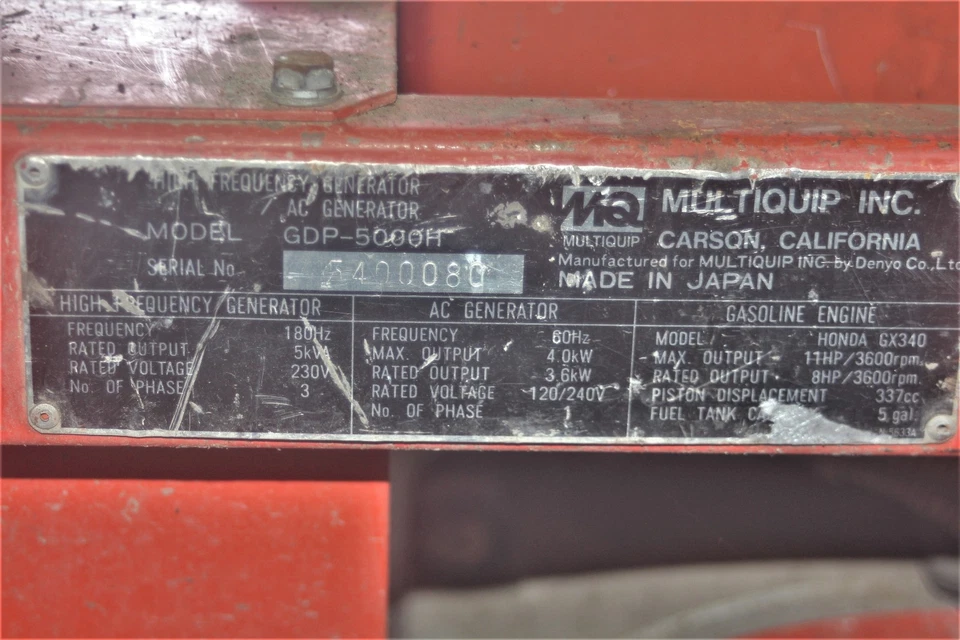 HIGH FREQUENCY GENERATOR
AC GENERATOR
MODEL GDP-5000H
SERIAL No.
MQ
MULTIQUIP
MULTIQUIP INC.
CARSON, CALIFORNIA
Manufactured for MULTIQUIP INC. by Denyo Co., Ltd
MADE IN JAPAN
HIGH FREQUENCY GENERATOR
FREQUENCY 180Hz
RATED OUTPUT 5kVA
RATED VOLTAGE 230V
No. OF PHASE 3
AC GENERATOR
FREQUENCY 60Hz
MAX. OUTPUT 4.0kW
RATED OUTPUT 3.6kW
RATED VOLTAGE 120/240V
No. OF PHASE 1
GASOLINE ENGINE
MODEL HONDA GX340
MAX. OUTPUT 11HP/3600rpm.
RATED OUTPUT 8HP/3600rpm.
PISTON DISPLACEMENT 337cc
FUEL TANK 5 gal.